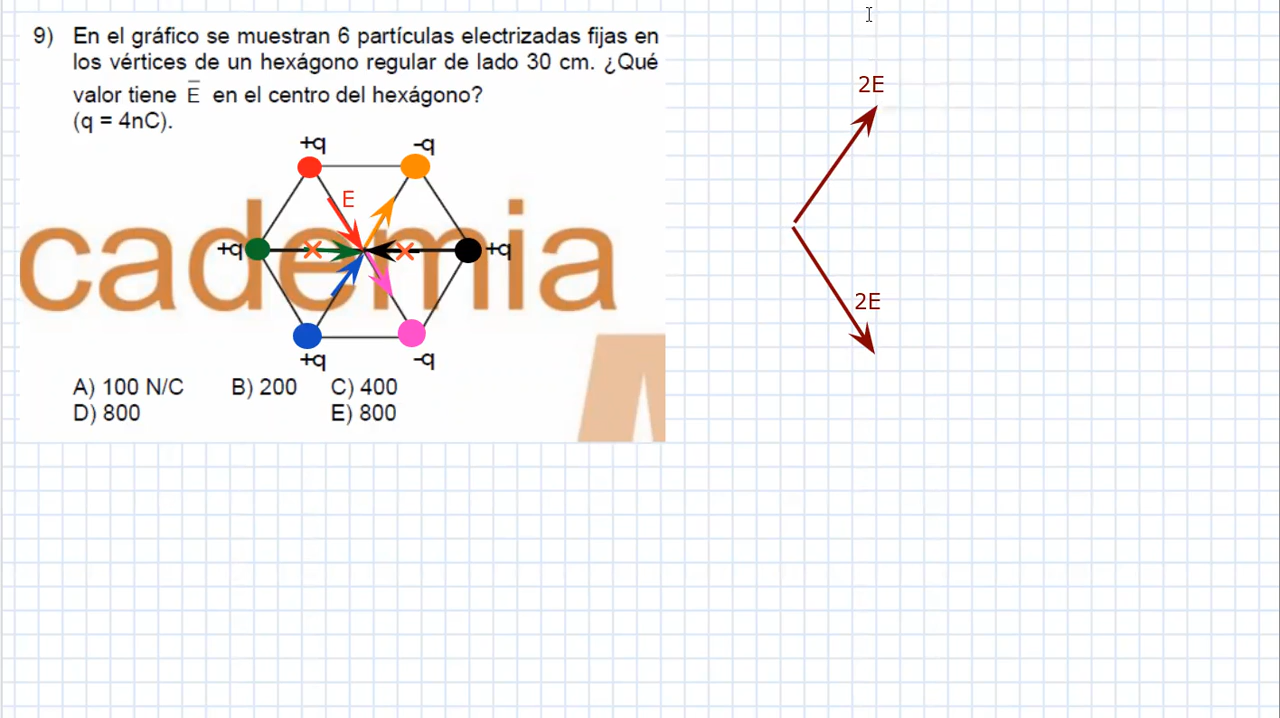 9) En el gráfico se muestran 6 partículas electrizadas fijas en
los vértices de un hexágono regular de lado 30 cm. ¿Qué
valor tiene E̅ en el centro del hexágono?
(q = 4nC).
+q -q
E
+q +q
+q -q
cademia
A) 100 N/C B) 200 C) 400
D) 800 E) 800
2E
2E